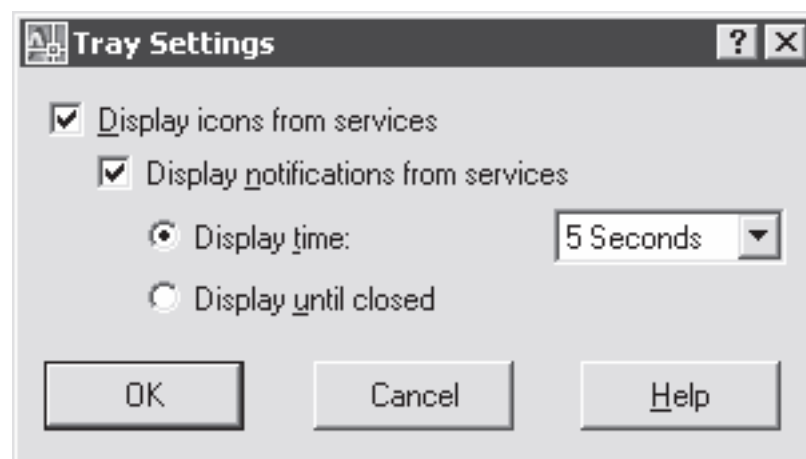 Tray Settings
Display icons from services
Display notifications from services
Display time: 5 Seconds
Display until closed
OK Cancel Help